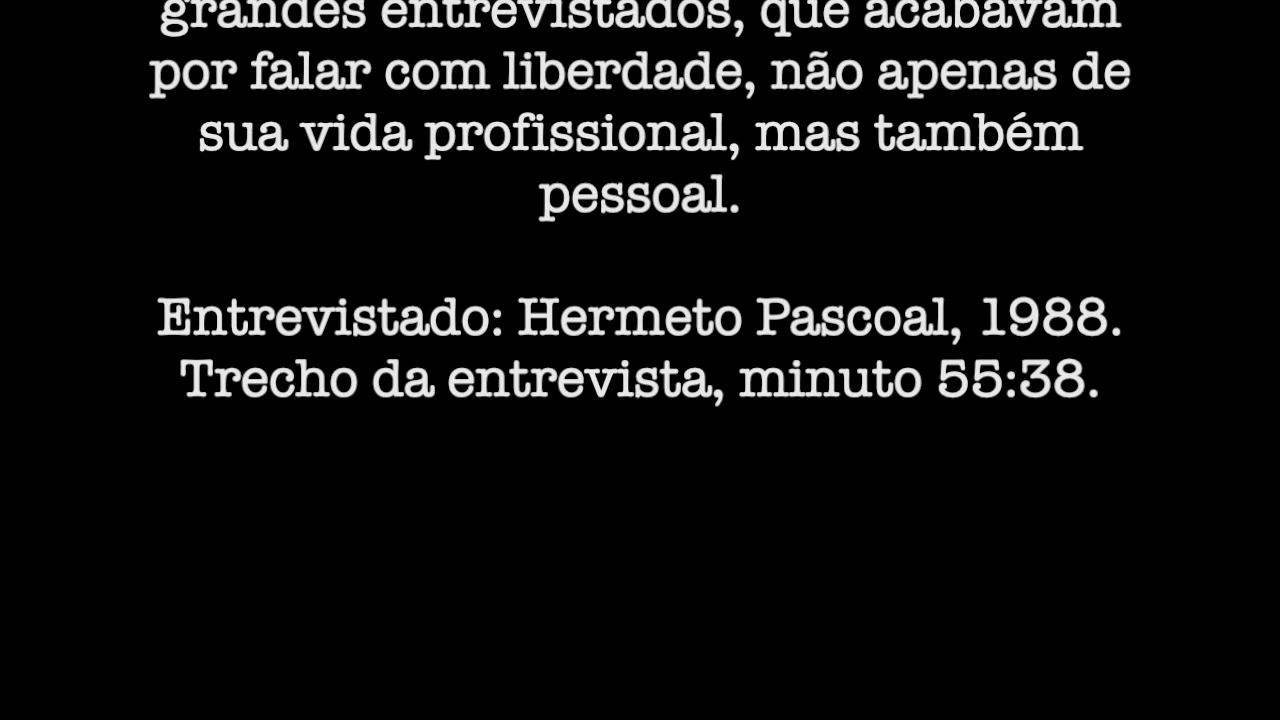 grandes entrevistados, que acabavam
por falar com liberdade, não apenas de
sua vida profissional, mas também
pessoal.
Entrevistado: Hermeto Pascoal, 1988.
Trecho da entrevista, minuto 55:38.